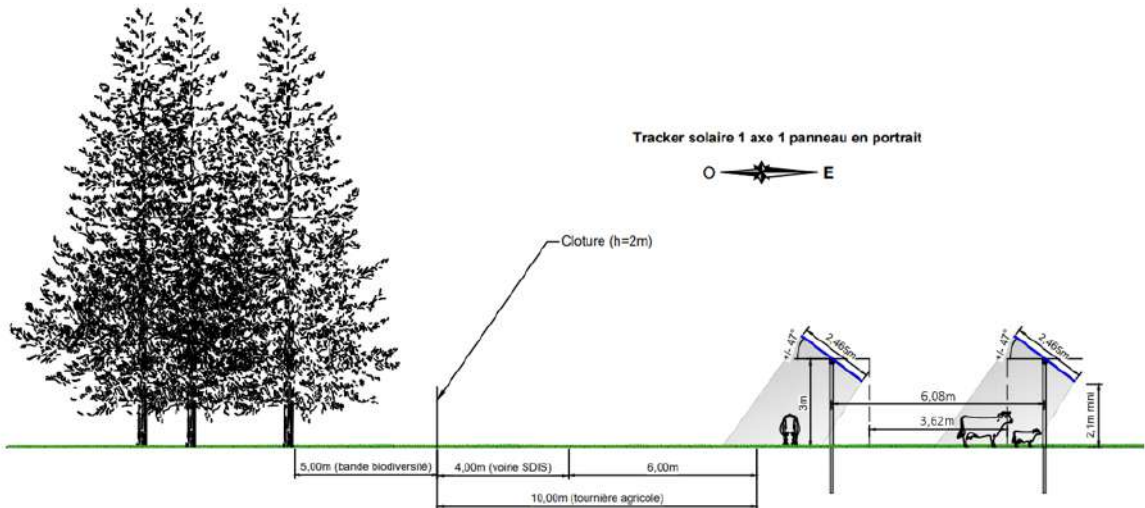 Tracker solaire 1 axe 1 panneau en portrait
O E
Cloture (h=2m)
+/- 47°
2,465m
+/- 47°
2,465m
3m
6,08m
3,62m
2,1m mini
5,00m (bande biodiversité)
4,00m (voirie SDIS)
6,00m
10,00m (tournière agricole)